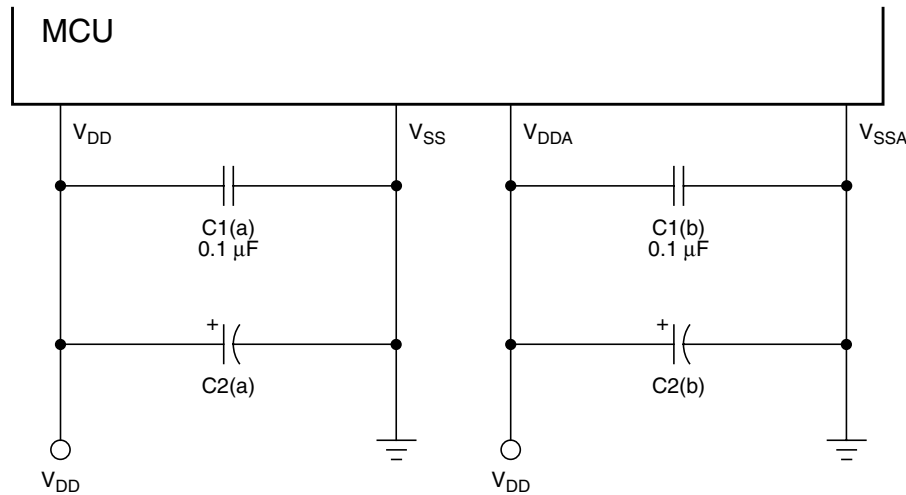 MCU
VDD
VSS
VDDA
VSSA
C1(a)
0.1 μF
C1(b)
0.1 μF
+
C2(a)
+
C2(b)
VDD
VDD